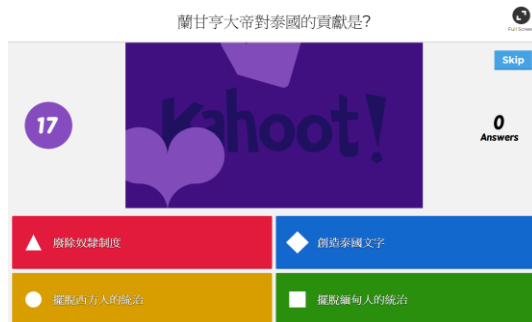 蘭甘亨大帝對泰國的貢獻是?
Full Screen
Skip
17
Kahoot!
0
Answers
廢除奴隸制度
創造泰國文字
擺脫西方人的統治
擺脫緬甸人的統治